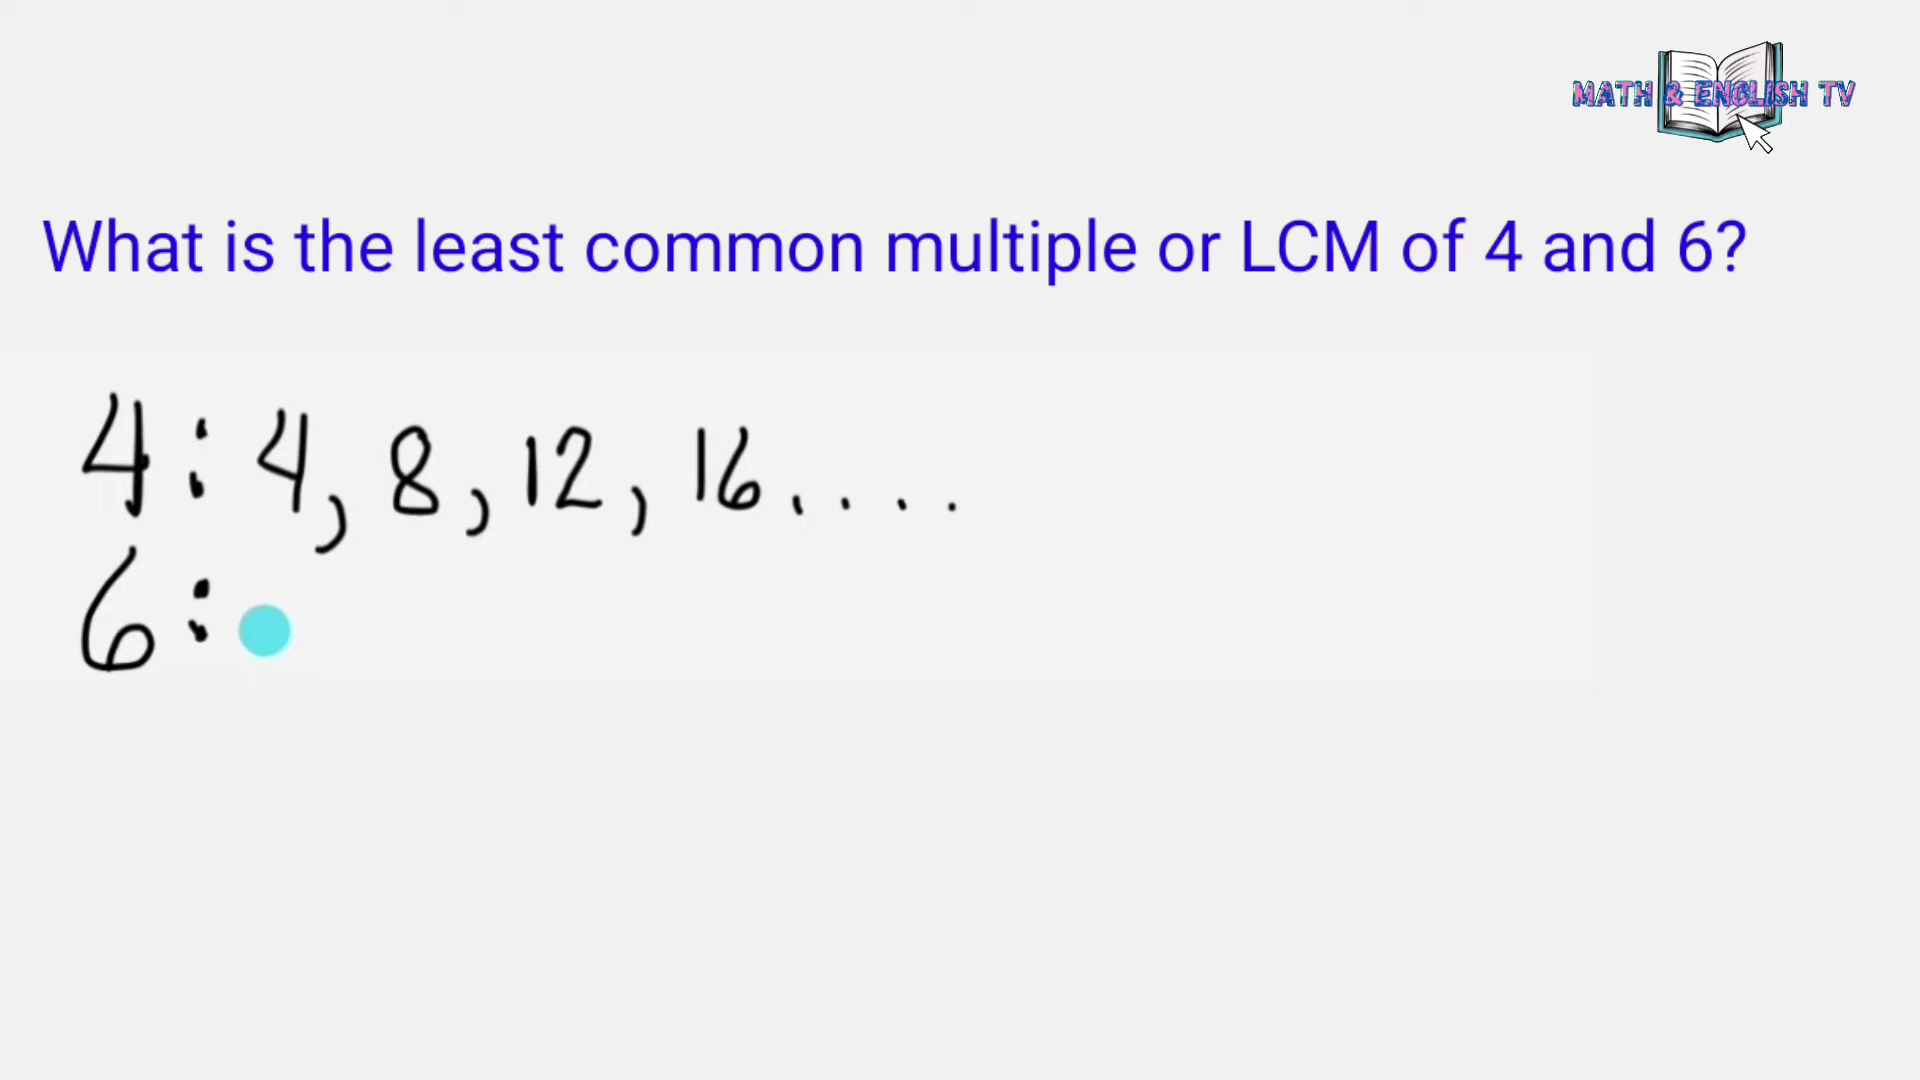 MATH & ENGLISH TV
What is the least common multiple or LCM of 4 and 6?
4: 4, 8, 12, 16....
6: